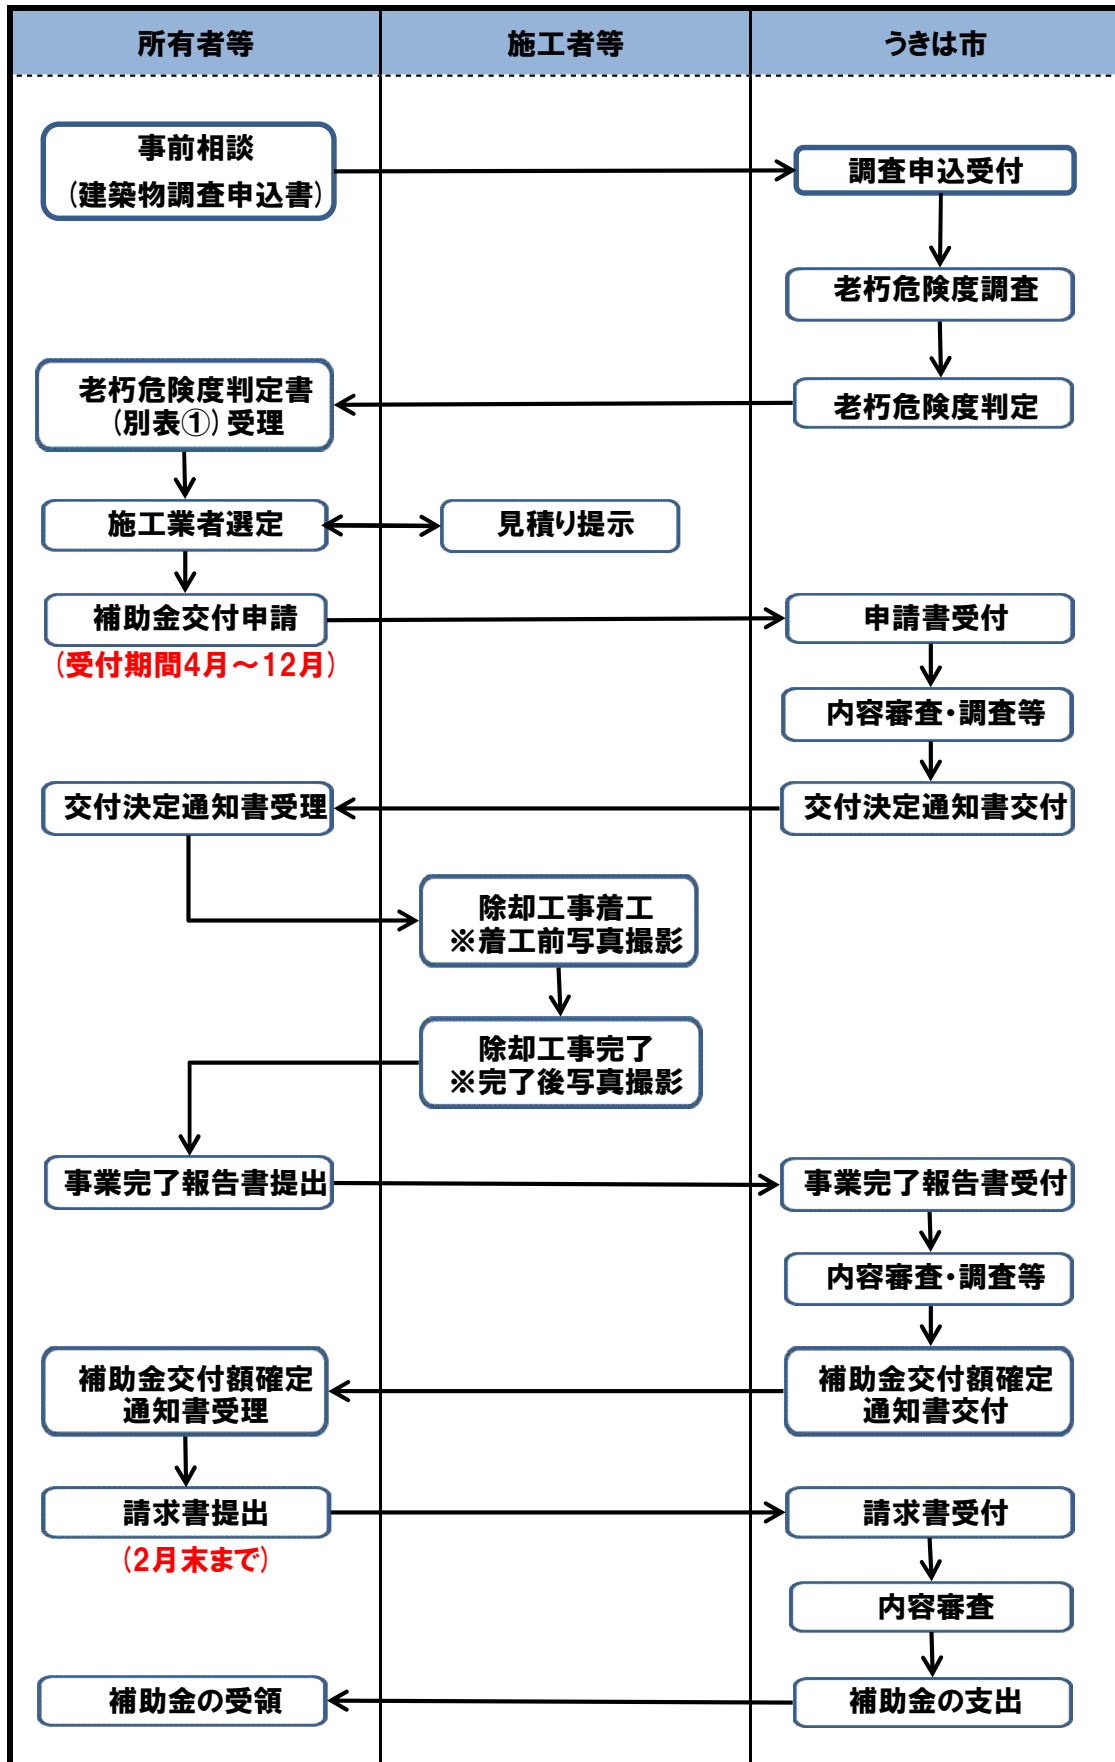 所有者等
施工者等
うきは市
事前相談
(建築物調査申込書)
調査申込受付
老朽危険度調査
老朽危険度判定書
(別表①)受理
老朽危険度判定
施工業者選定
見積り提示
補助金交付申請
(受付期間4月～12月)
申請書受付
内容審査・調査等
交付決定通知書受理
交付決定通知書交付
除却工事着工
※着工前写真撮影
除却工事完了
※完了後写真撮影
事業完了報告書提出
事業完了報告書受付
内容審査・調査等
補助金交付額確定
通知書受理
補助金交付額確定
通知書交付
請求書提出
(2月末まで)
請求書受付
内容審査
補助金の受領
補助金の支出